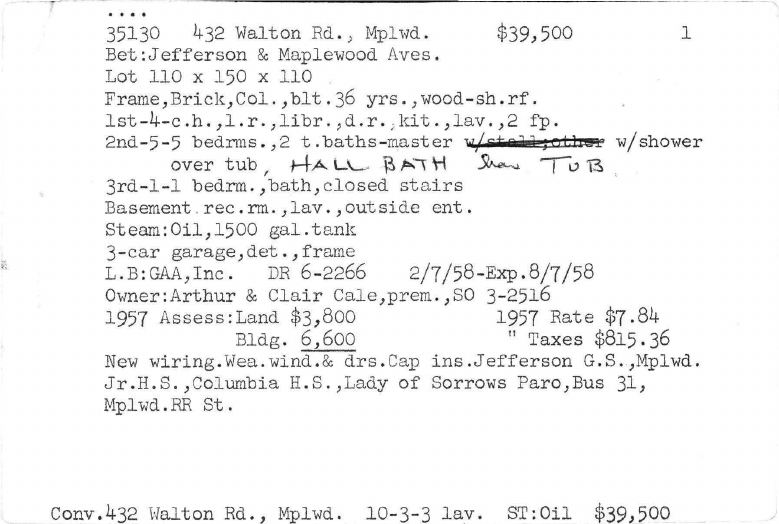 ....
35130 432 Walton Rd., Mplwd. $39,500 1
Bet:Jefferson & Maplewood Aves.
Lot 110 x 150 x 110
Frame,Brick,Col.,blt.36 yrs.,wood-sh.rf.
1st-4-c.h.,l.r.,libr.,d.r.,kit.,lav.,2 fp.
2nd-5-5 bedrms.,2 t.baths-master w/stall;other w/shower
over tub, HALL BATH has TUB
3rd-1-1 bedrm.,bath,closed stairs
Basement rec.rm.,lav.,outside ent.
Steam:Oil,1500 gal.tank
3-car garage,det.,frame
L.B:GAA,Inc. DR 6-2266 2/7/58-Exp.8/7/58
Owner:Arthur & Clair Cale,prem.,SO 3-2516
1957 Assess:Land $3,800 1957 Rate $7.84
Bldg. 6,600 " Taxes $815.36
New wiring.Wea.wind.& drs.Cap ins.Jefferson G.S.,Mplwd.
Jr.H.S.,Columbia H.S.,Lady of Sorrows Paro,Bus 31,
Mplwd.RR St.
Conv.432 Walton Rd., Mplwd. 10-3-3 lav. ST:Oil $39,500